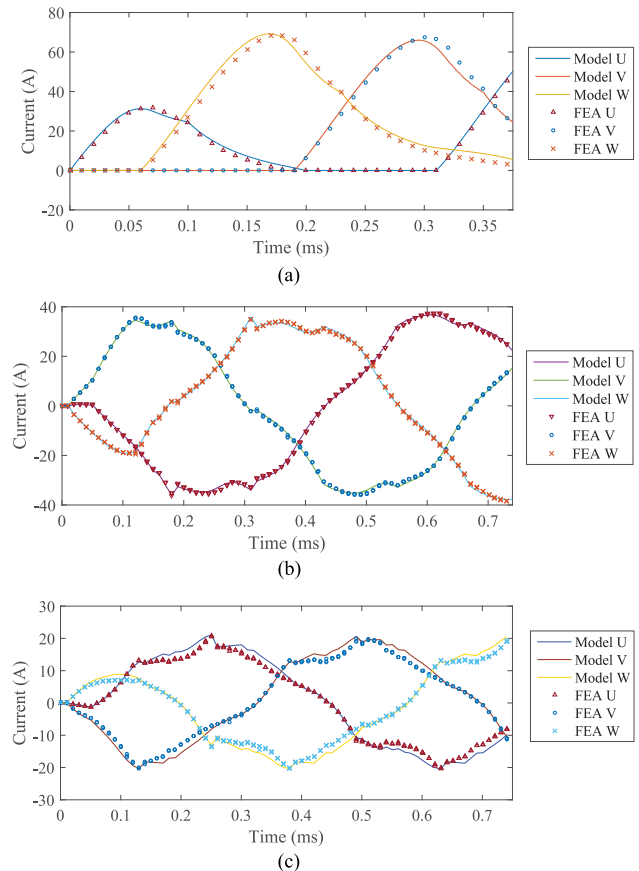 80
60
40
20
0
-20
Current (A)
0
0.05
0.1
0.15
0.2
0.25
0.3
0.35
Time (ms)
Model U
Model V
Model W
FEA U
FEA V
FEA W
(a)
40
20
0
-20
-40
Current (A)
0
0.1
0.2
0.3
0.4
0.5
0.6
0.7
Time (ms)
Model U
Model V
Model W
FEA U
FEA V
FEA W
(b)
30
20
10
0
-10
-20
-30
Current (A)
0
0.1
0.2
0.3
0.4
0.5
0.6
0.7
Time (ms)
Model U
Model V
Model W
FEA U
FEA V
FEA W
(c)